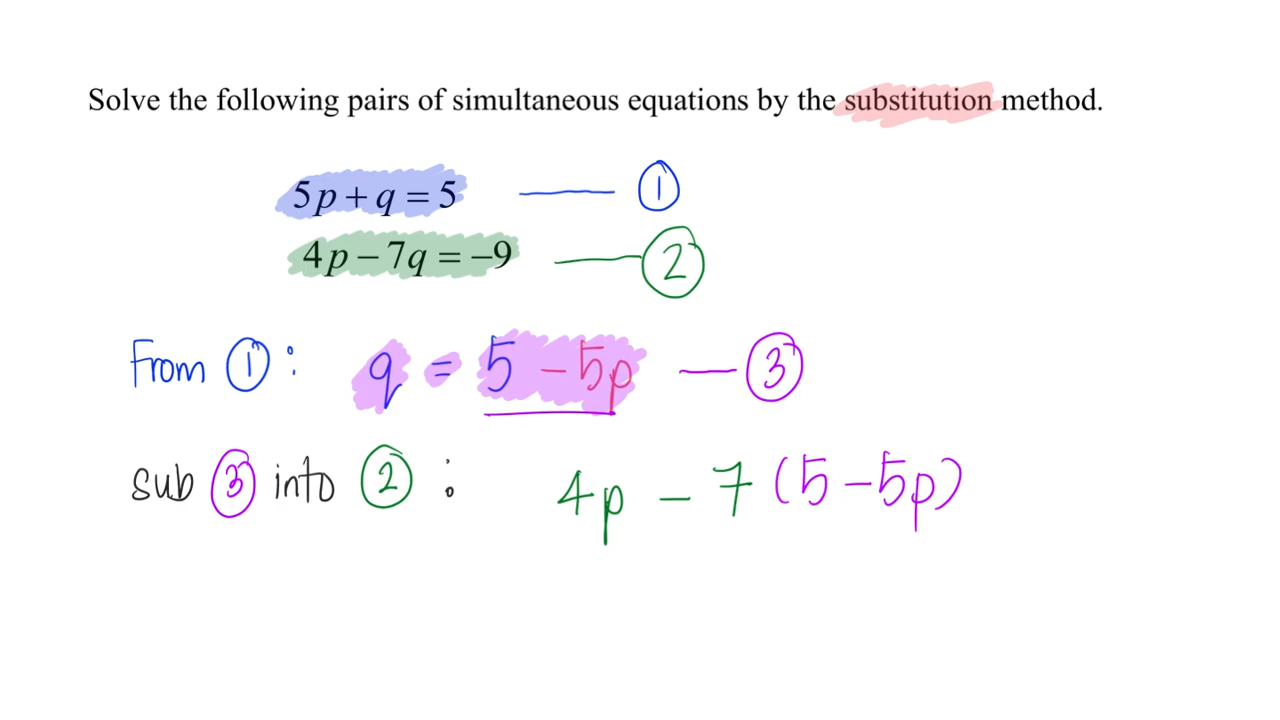 Solve the following pairs of simultaneous equations by the substitution method.
5p + q = 5 —— ①
4p − 7q = −9 —— ②
From ① : q = 5 − 5p — ③
sub ③ into ② : 4p − 7 (5 − 5p)